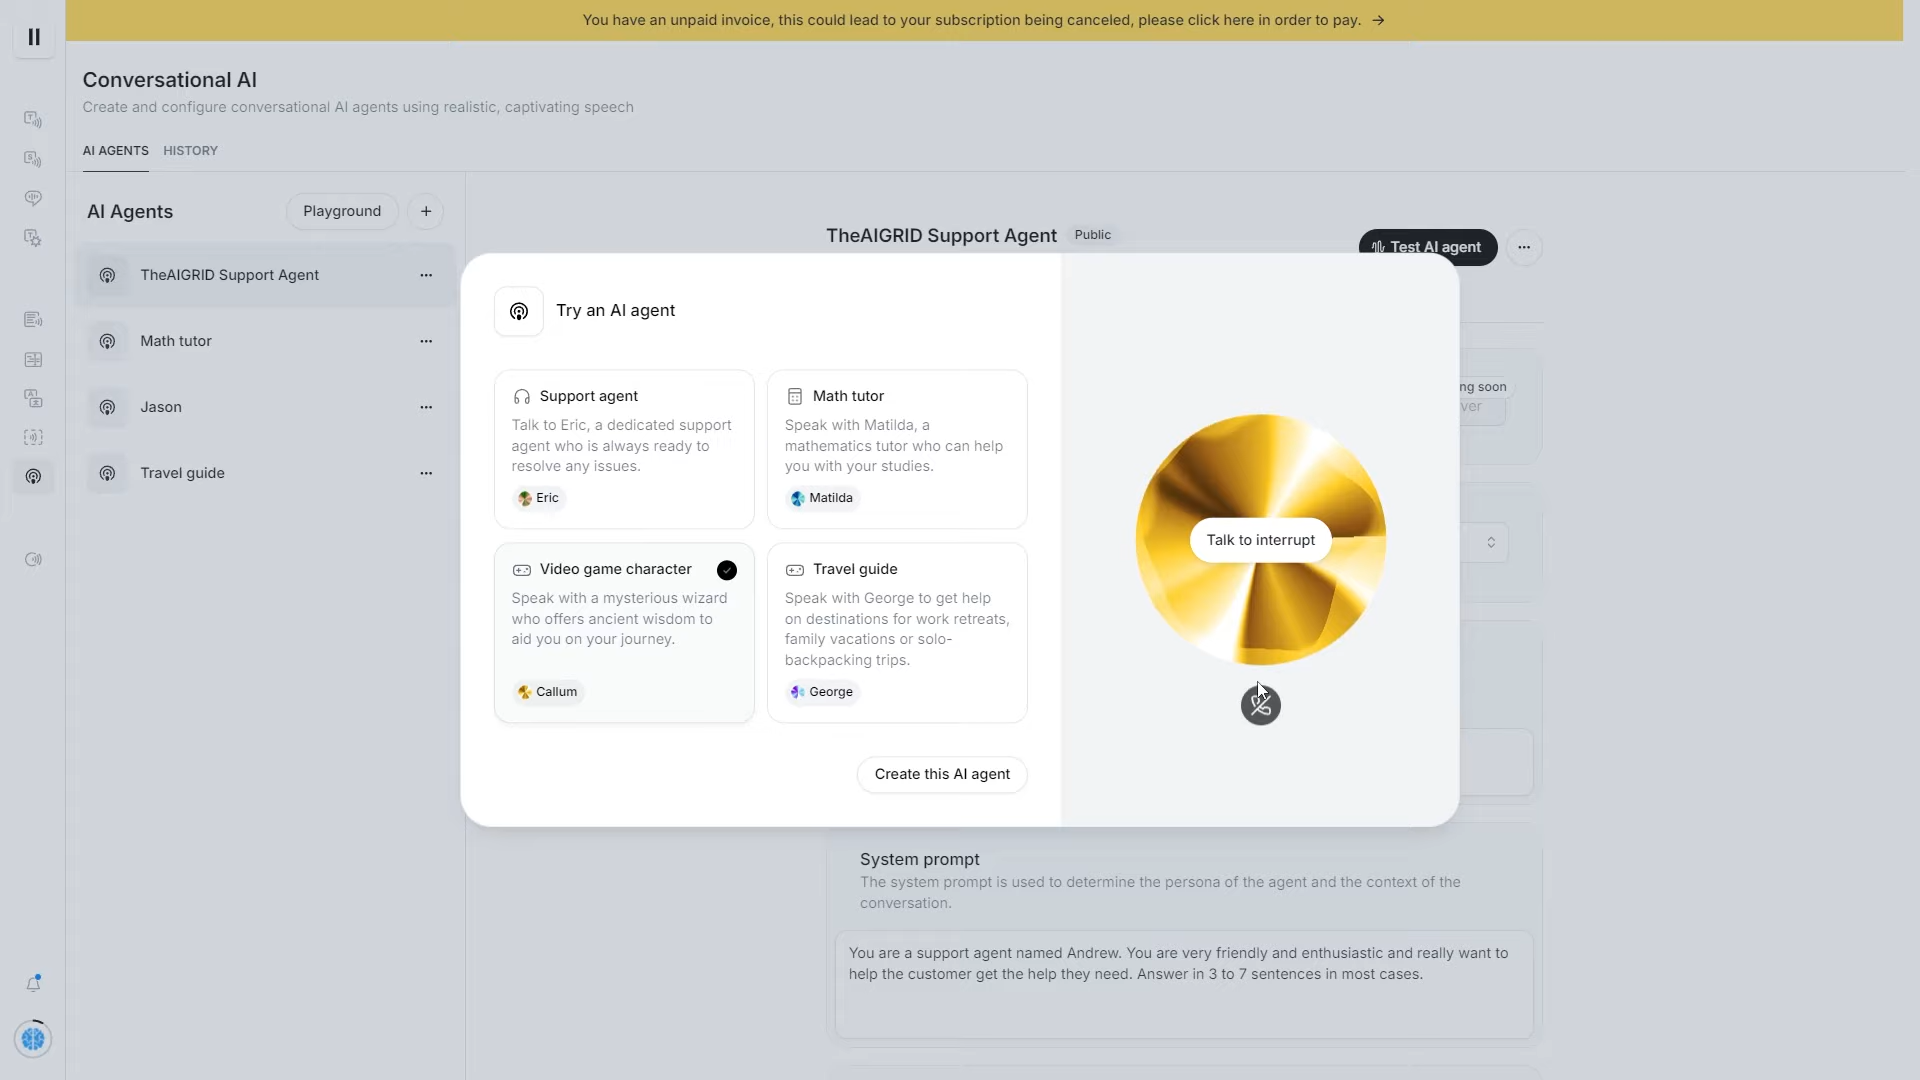 You have an unpaid invoice, this could lead to your subscription being canceled, please click here in order to pay. →
Conversational AI
Create and configure conversational AI agents using realistic, captivating speech
AI AGENTS HISTORY
AI Agents Playground +
TheAIGRID Support Agent
Math tutor
Jason
Travel guide
TheAIGRID Support Agent Public
Test AI agent
Try an AI agent
Support agent
Talk to Eric, a dedicated support
agent who is always ready to
resolve any issues.
Eric
Math tutor
Speak with Matilda, a
mathematics tutor who can help
you with your studies.
Matilda
Video game character
Speak with a mysterious wizard
who offers ancient wisdom to
aid you on your journey.
Callum
Travel guide
Speak with George to get help
on destinations for work retreats,
family vacations or solo-
backpacking trips.
George
Create this AI agent
Talk to interrupt
ng soon
ver
System prompt
The system prompt is used to determine the persona of the agent and the context of the
conversation.
You are a support agent named Andrew. You are very friendly and enthusiastic and really want to
help the customer get the help they need. Answer in 3 to 7 sentences in most cases.